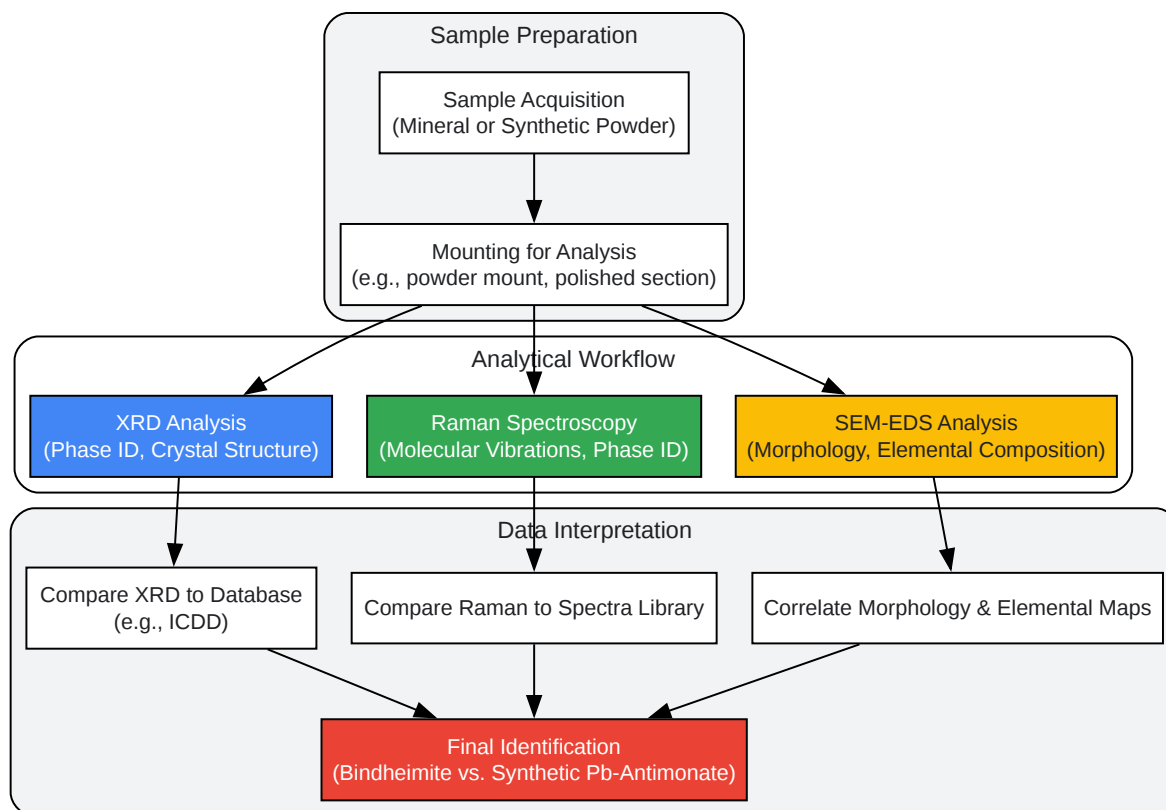 Sample Preparation
Sample Acquisition
(Mineral or Synthetic Powder)
Mounting for Analysis
(e.g., powder mount, polished section)
Analytical Workflow
XRD Analysis
(Phase ID, Crystal Structure)
Raman Spectroscopy
(Molecular Vibrations, Phase ID)
SEM-EDS Analysis
(Morphology, Elemental Composition)
Data Interpretation
Compare XRD to Database
(e.g., ICDD)
Compare Raman to Spectra Library
Correlate Morphology & Elemental Maps
Final Identification
(Bindheimite vs. Synthetic Pb-Antimonate)